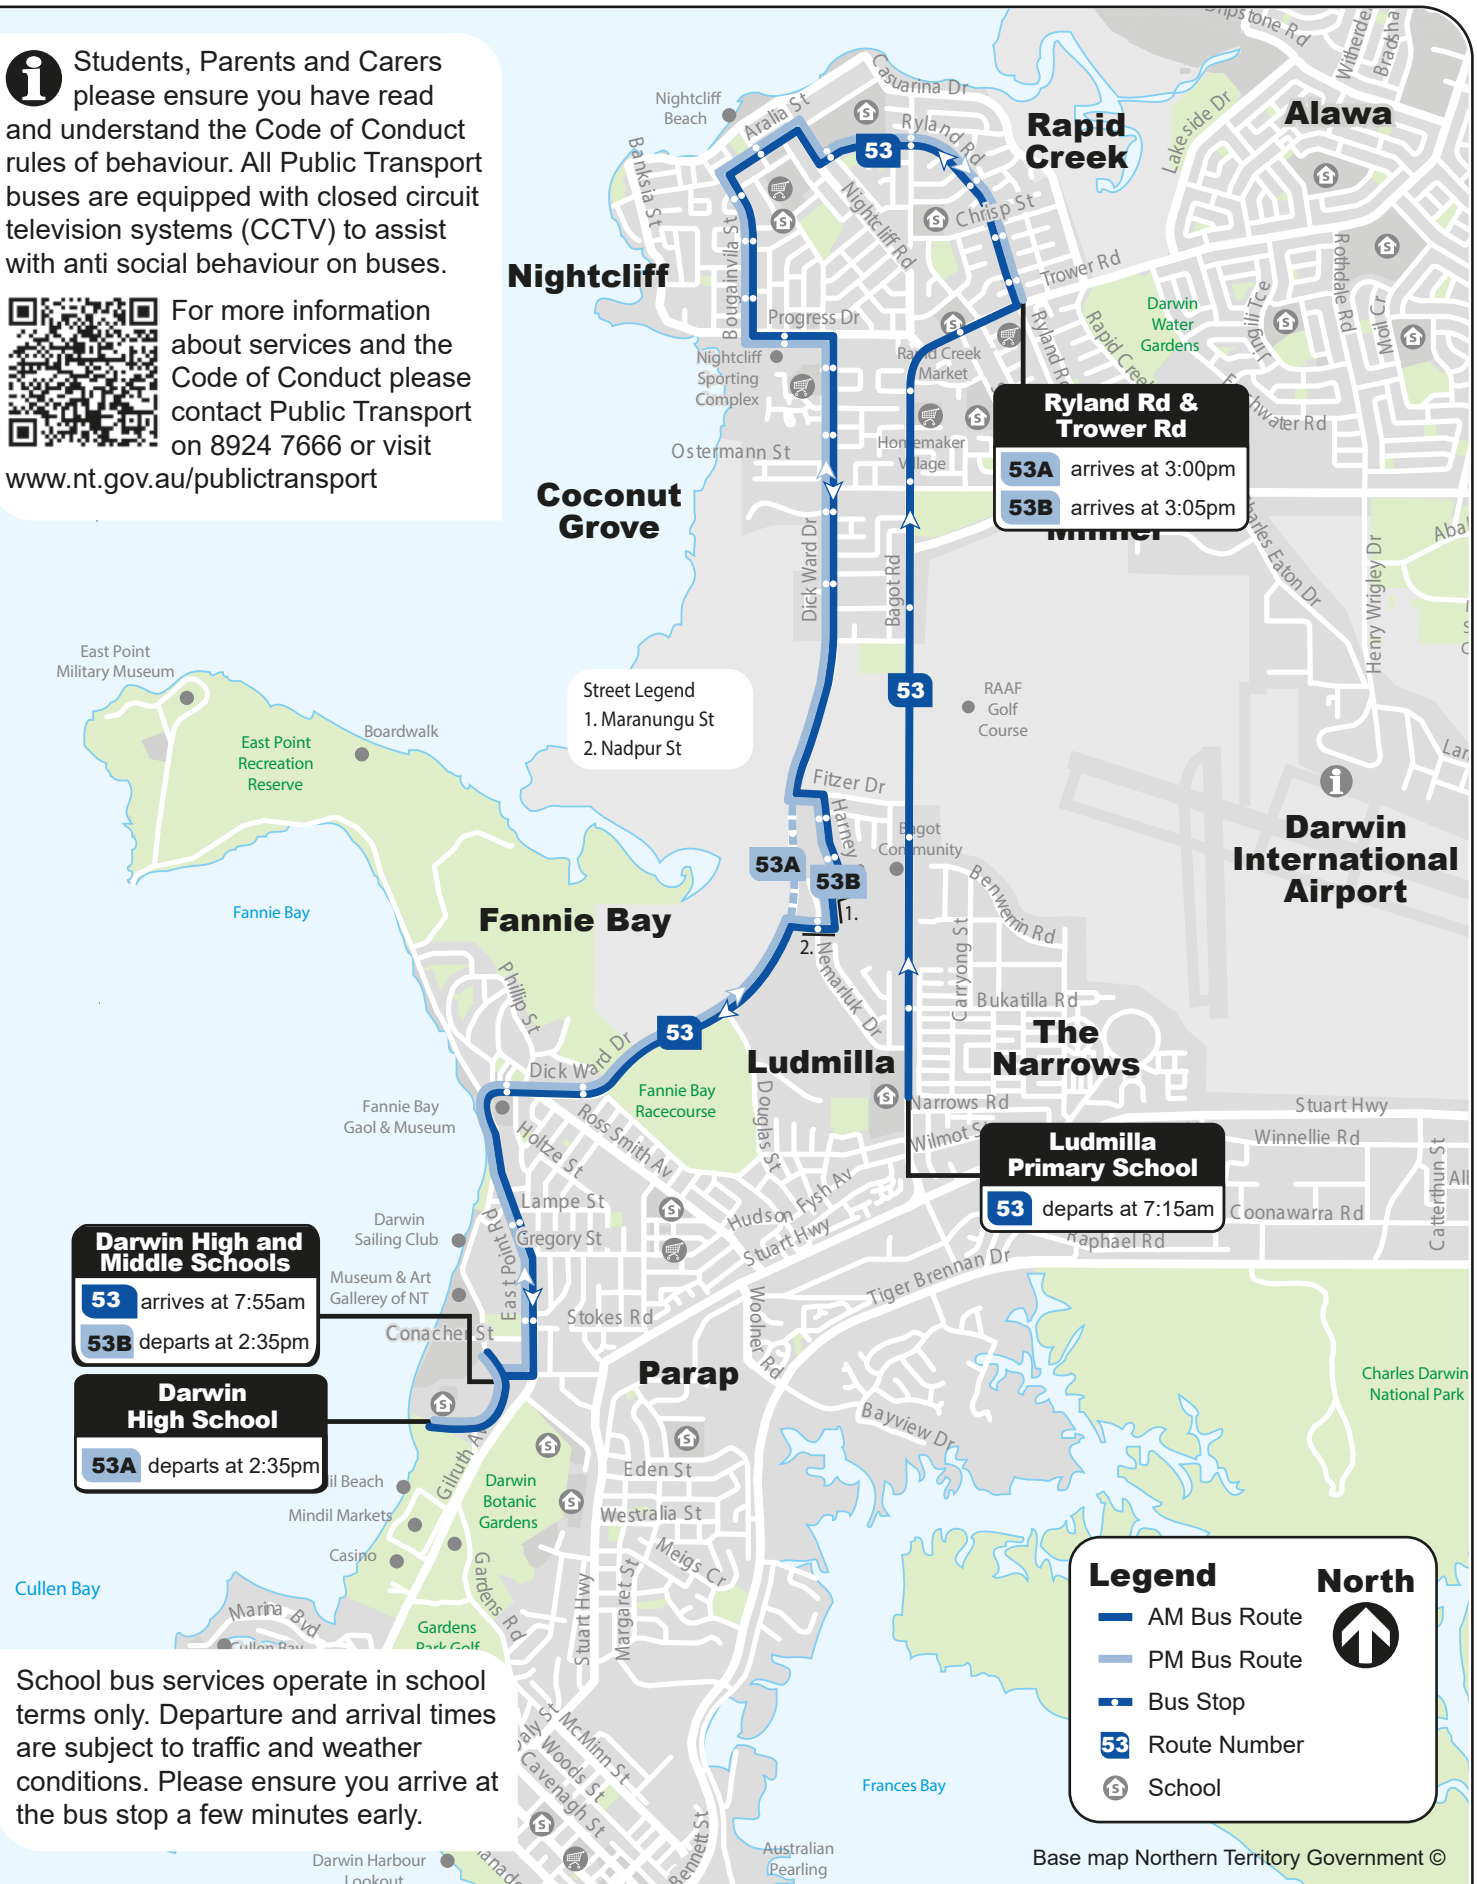 Students, Parents and Carers
please ensure you have read
and understand the Code of Conduct
rules of behaviour. All Public Transport
buses are equipped with closed circuit
television systems (CCTV) to assist
with anti social behaviour on buses.
For more information
about services and the
Code of Conduct please
contact Public Transport
on 8924 7666 or visit
www.nt.gov.au/publictransport
Casuarina Dr
Nightcliff
Beach
Aralia St
Ryland Rd
53
Rapid
Creek
Lakeside Dr
Alawa
Banksia St
Nightcliff Rd
Chrisp St
Bougainvilla St
Nightcliff
Trower Rd
Rothdale Rd
Jingili Tce
Darwin
Water
Gardens
Progress Dr
Ryland Rd
Nightcliff
Sporting
Complex
Rapid Creek
Market
Ryland Rd &
Trower Rd
53A arrives at 3:00pm
53B arrives at 3:05pm
Homemaker
Village
Ostermann St
Coconut
Grove
Dick Ward Dr
Bagot Rd
Charles Eaton Dr
Henry Wrigley Dr
East Point
Military Museum
Boardwalk
East Point
Recreation
Reserve
Street Legend
1. Maranungu St
2. Nadpur St
53
RAAF
Golf
Course
Fitzer Dr
Harney
53A
53B
1.
2.
Bagot
Community
Darwin
International
Airport
Benwerrin Rd
Fannie Bay
Fannie Bay
Nemarluk Dr
Carryong St
Bukatilla Rd
Phillip St
53
Dick Ward Dr
Ludmilla
The
Narrows
Fannie Bay
Racecourse
Douglas St
Narrows Rd
Stuart Hwy
Fannie Bay
Gaol & Museum
Ross Smith Av
Holtze St
Wilmot St
Winnellie Rd
Ludmilla
Primary School
53 departs at 7:15am
Catterthun St
Lampe St
Hudson Fysh Av
Coonawarra Rd
Darwin
Sailing Club
East Point Rd
Gregory St
Stuart Hwy
Raphael Rd
Darwin High and
Middle Schools
53 arrives at 7:55am
53B departs at 2:35pm
Museum & Art
Gallerey of NT
Tiger Brennan Dr
Stokes Rd
Woolner Rd
Conacher St
Parap
Charles Darwin
National Park
Darwin
High School
53A departs at 2:35pm
Bayview Dr
Gilruth Av
Eden St
Darwin
Botanic
Gardens
Mindil Markets
Westralia St
Casino
Meigs Cr
Cullen Bay
Gardens Rd
Stuart Hwy
Margaret St
Marina Bvd
Cullen Bay
Gardens
Park Golf
School bus services operate in school
terms only. Departure and arrival times
are subject to traffic and weather
conditions. Please ensure you arrive at
the bus stop a few minutes early.
McMinn St
Woods St
Cavenagh St
Bennett St
Frances Bay
Australian
Pearling
Darwin Harbour
Lookout
Legend
North
AM Bus Route
PM Bus Route
Bus Stop
53 Route Number
School
Base map Northern Territory Government ©